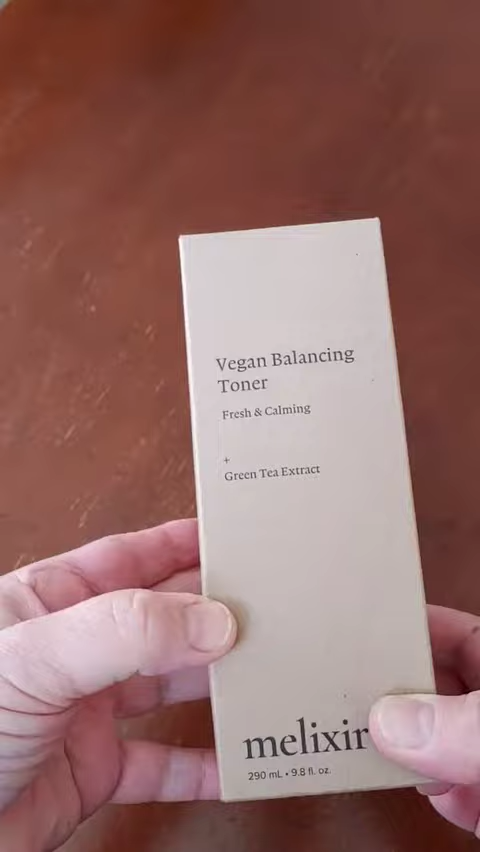 Vegan Balancing
Toner
Fresh & Calming
+
Green Tea Extract
melixir
290 mL • 9.8 fl. oz.